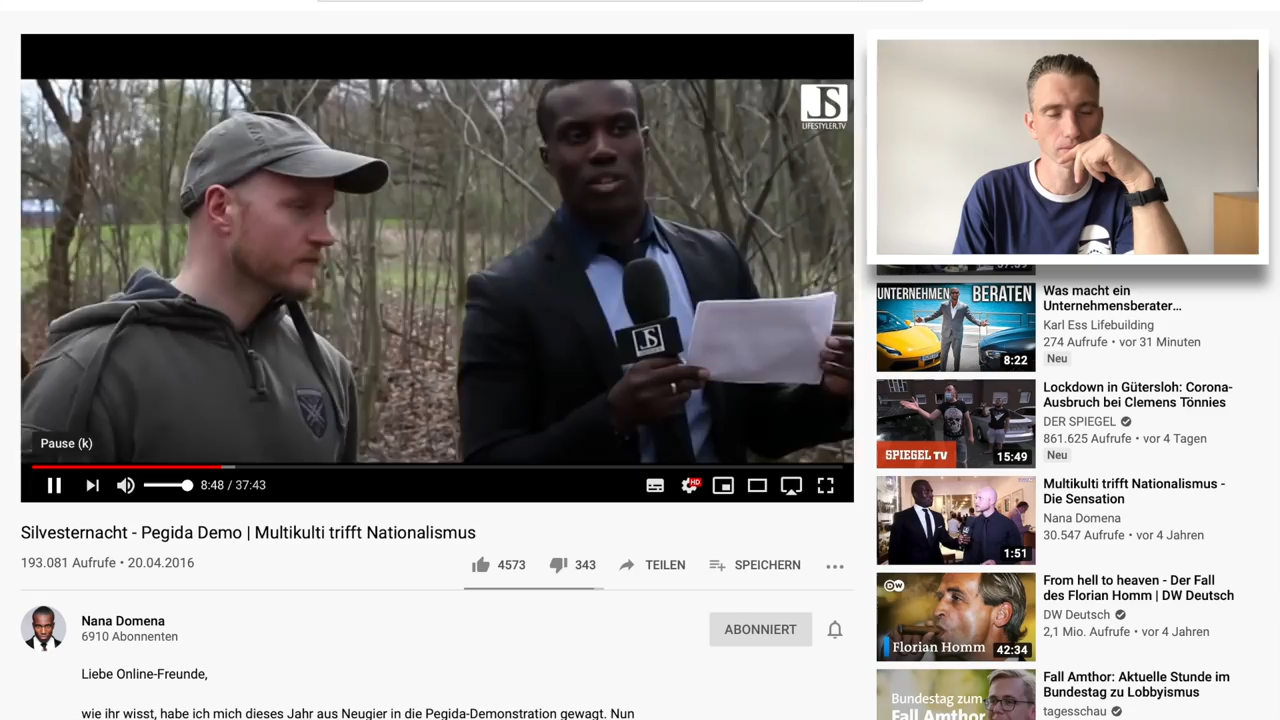 JS
LIFESTYLER.TV
JS
Pause (k)
8:48 / 37:43
HD
Silvesternacht - Pegida Demo | Multikulti trifft Nationalismus
193.081 Aufrufe • 20.04.2016
4573
343
TEILEN
SPEICHERN
Nana Domena
6910 Abonnenten
ABONNIERT
Liebe Online-Freunde,
wie ihr wisst, habe ich mich dieses Jahr aus Neugier in die Pegida-Demonstration gewagt. Nun
UNTERNEHMEN BERATEN
8:22
Was macht ein
Unternehmensberater…
Karl Ess Lifebuilding
274 Aufrufe • vor 31 Minuten
Neu
SPIEGEL TV
15:49
Lockdown in Gütersloh: Corona-
Ausbruch bei Clemens Tönnies
DER SPIEGEL
861.625 Aufrufe • vor 4 Tagen
Neu
1:51
Multikulti trifft Nationalismus -
Die Sensation
Nana Domena
30.547 Aufrufe • vor 4 Jahren
DW
Florian Homm
42:34
From hell to heaven - Der Fall
des Florian Homm | DW Deutsch
DW Deutsch
2,1 Mio. Aufrufe • vor 4 Jahren
Bundestag zum
Fall Amthor
Fall Amthor: Aktuelle Stunde im
Bundestag zu Lobbyismus
tagesschau